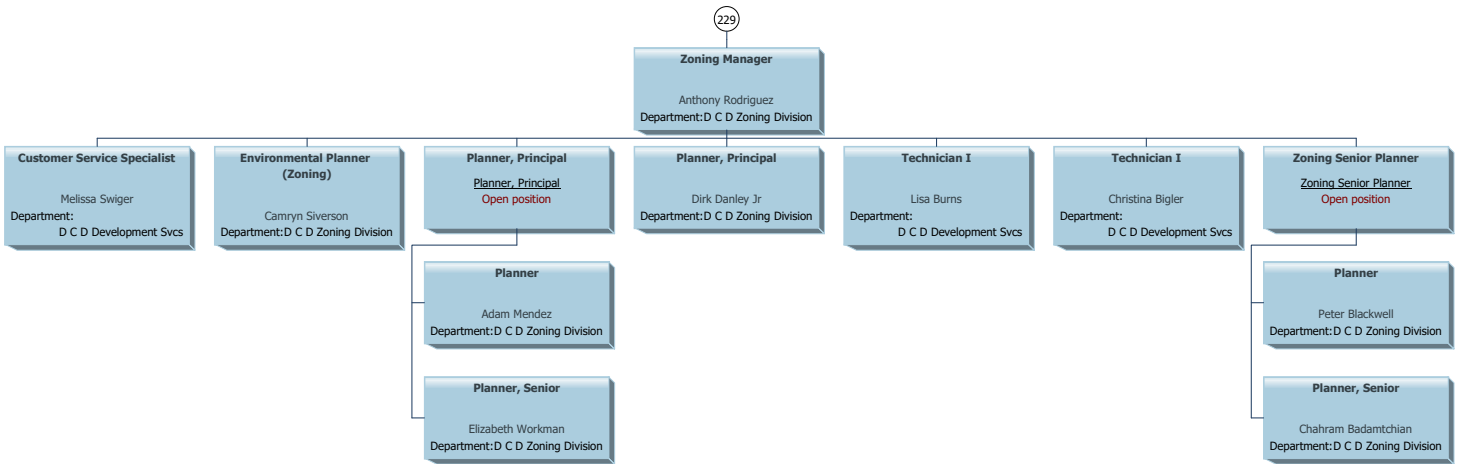 229
Zoning Manager
Anthony Rodriguez
Department:D C D Zoning Division
Customer Service Specialist
Melissa Swiger
Department:
D C D Development Svcs
Environmental Planner
(Zoning)
Camryn Siverson
Department:D C D Zoning Division
Planner, Principal
Planner, Principal
Open position
Planner, Principal
Dirk Danley Jr
Department:D C D Zoning Division
Technician I
Lisa Burns
Department:
D C D Development Svcs
Technician I
Christina Bigler
Department:
D C D Development Svcs
Zoning Senior Planner
Zoning Senior Planner
Open position
Planner
Adam Mendez
Department:D C D Zoning Division
Planner, Senior
Elizabeth Workman
Department:D C D Zoning Division
Planner
Peter Blackwell
Department:D C D Zoning Division
Planner, Senior
Chahram Badamtchian
Department:D C D Zoning Division